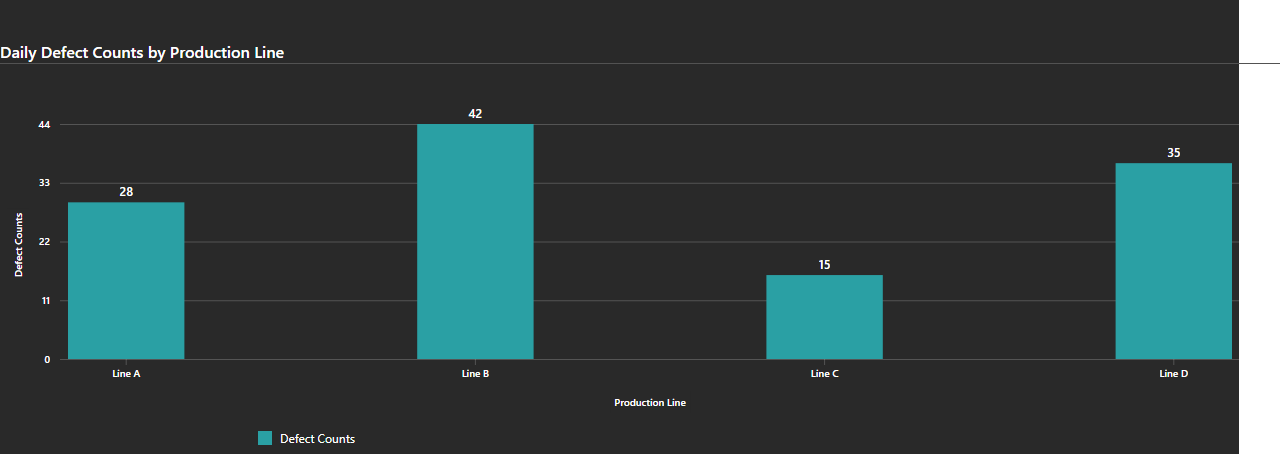 Daily Defect Counts by Production Line
42
44
35
33
28
22
15
11
0
Defect Counts
Line A
Line B
Line C
Line D
Production Line
Defect Counts